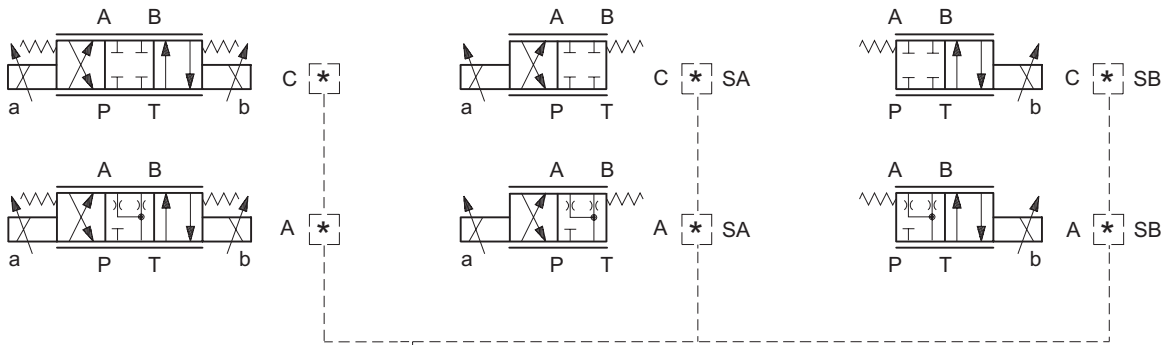 A B A B A B
C * C * SA C * SB
a P T b a P T P T b
A B A B A B
A * A * SA A * SB
a P T b a P T P T b